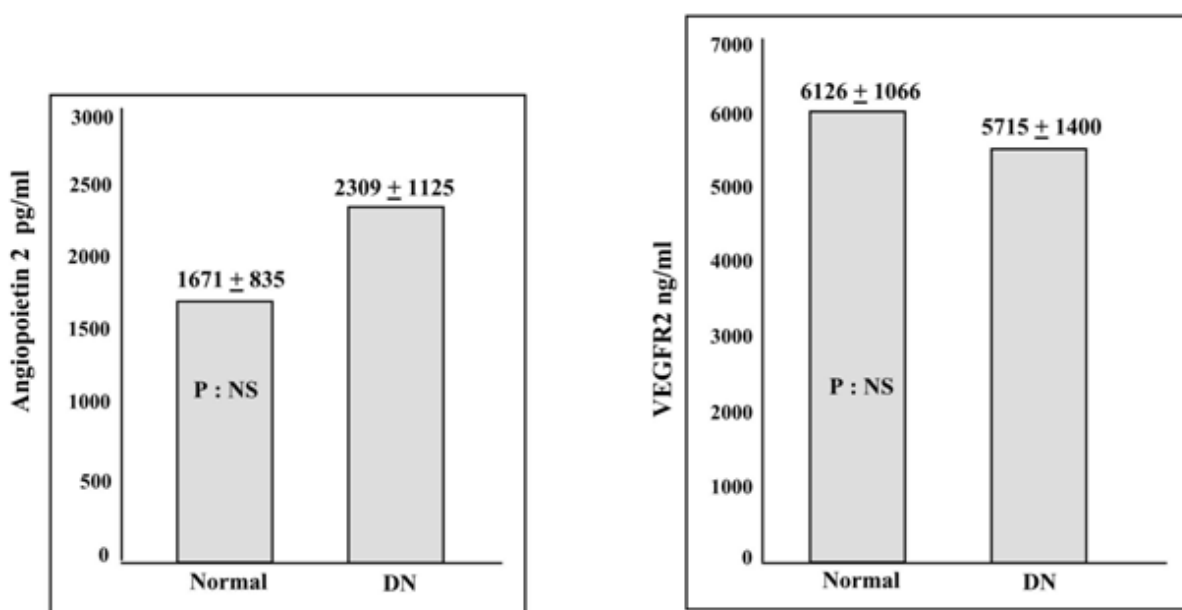 3000
2500
2000
1500
1000
500
0
Angiopoietin 2 pg/ml
1671 ± 835
2309 ± 1125
P : NS
Normal
DN
7000
6000
5000
4000
3000
2000
1000
0
VEGFR2 ng/ml
6126 ± 1066
5715 ± 1400
P : NS
Normal
DN